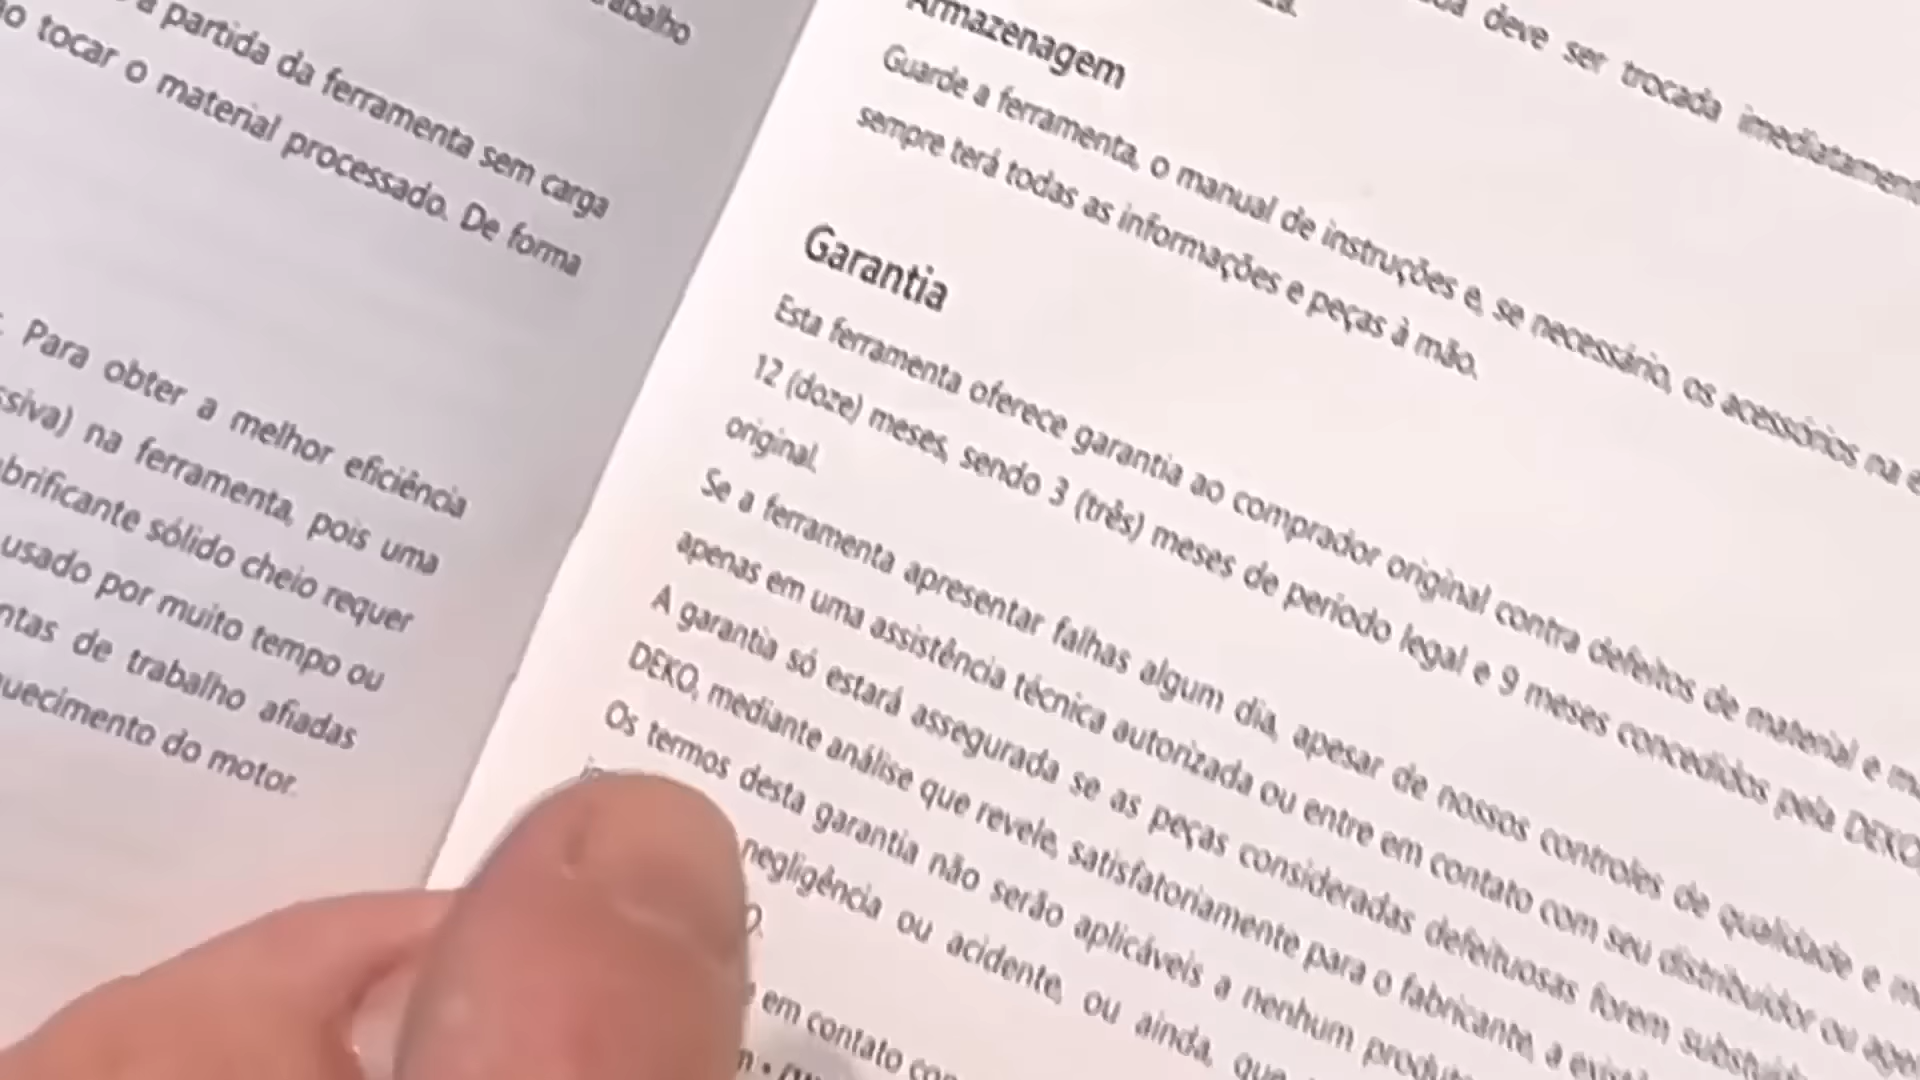 rabalho
a partida da ferramenta sem carga
tocar o material processado. De forma
Para obter a melhor eficiência
ssiva) na ferramenta, pois uma
brificante sólido cheio requer
usado por muito tempo ou
ntas de trabalho afiadas
uecimento do motor.
deve ser trocada imediatament
Armazenagem
Guarde a ferramenta, o manual de instruções e, se necessário, os acessórios na
sempre terá todas as informações e peças à mão.
Garantia
Esta ferramenta oferece garantia ao comprador original contra defeitos de material e
12 (doze) meses, sendo 3 (três) meses de período legal e 9 meses concedidos pela DEKO,
original.
Se a ferramenta apresentar falhas algum dia, apesar de nossos controles de qualidade e
apenas em uma assistência técnica autorizada ou entre em contato com seu distribuidor ou age
A garantia só estará assegurada se as peças consideradas defeituosas forem substituíd
DEKO, mediante análise que revele, satisfatoriamente para o fabricante, a exis
Os termos desta garantia não serão aplicáveis a nenhum produt
negligência ou acidente, ou ainda, que
em contato con